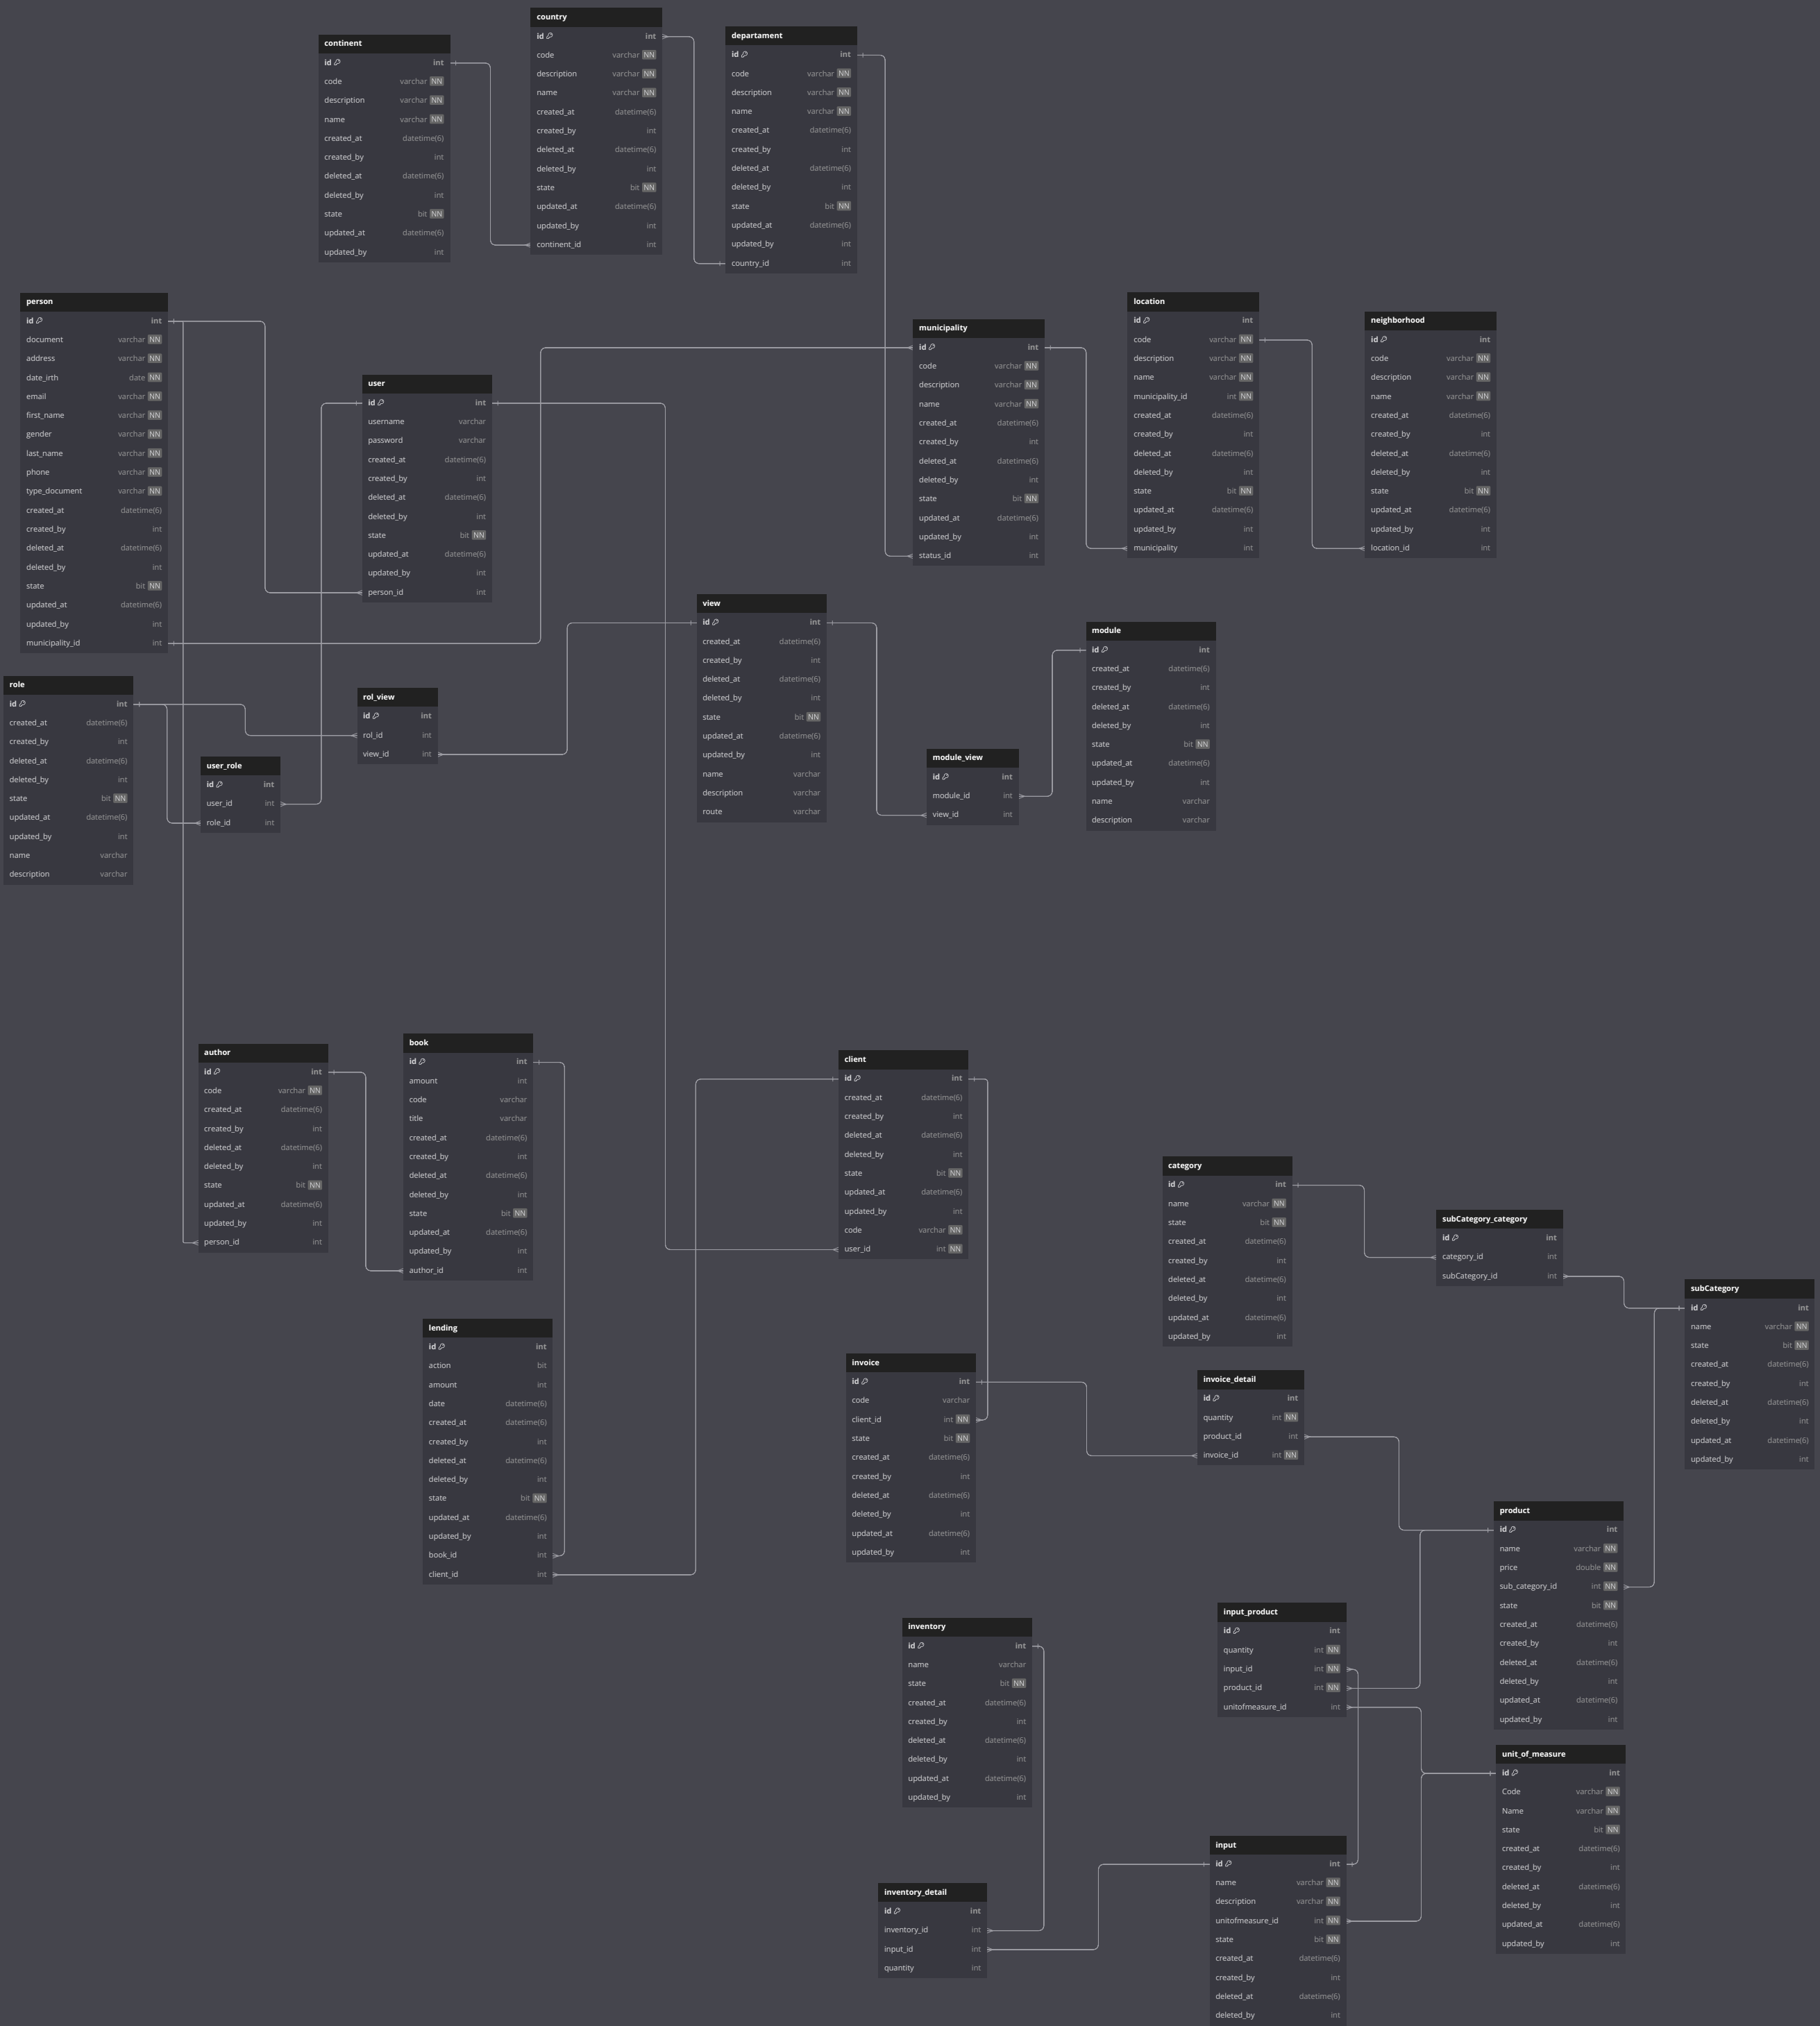 country
id int
code varchar NN
description varchar NN
name varchar NN
created_at datetime(6)
created_by int
deleted_at datetime(6)
deleted_by int
state bit NN
updated_at datetime(6)
updated_by int
continent_id int
departament
id int
code varchar NN
description varchar NN
name varchar NN
created_at datetime(6)
created_by int
deleted_at datetime(6)
deleted_by int
state bit NN
updated_at datetime(6)
updated_by int
country_id int
continent
id int
code varchar NN
description varchar NN
name varchar NN
created_at datetime(6)
created_by int
deleted_at datetime(6)
deleted_by int
state bit NN
updated_at datetime(6)
updated_by int
person
id int
document varchar NN
address varchar NN
date_irth date NN
email varchar NN
first_name varchar NN
gender varchar NN
last_name varchar NN
phone varchar NN
type_document varchar NN
created_at datetime(6)
created_by int
deleted_at datetime(6)
deleted_by int
state bit NN
updated_at datetime(6)
updated_by int
municipality_id int
user
id int
username varchar
password varchar
created_at datetime(6)
created_by int
deleted_at datetime(6)
deleted_by int
state bit NN
updated_at datetime(6)
updated_by int
person_id int
municipality
id int
code varchar NN
description varchar NN
name varchar NN
created_at datetime(6)
created_by int
deleted_at datetime(6)
deleted_by int
state bit NN
updated_at datetime(6)
updated_by int
status_id int
location
id int
code varchar NN
description varchar NN
name varchar NN
municipality_id int NN
created_at datetime(6)
created_by int
deleted_at datetime(6)
deleted_by int
state bit NN
updated_at datetime(6)
updated_by int
municipality int
neighborhood
id int
code varchar NN
description varchar NN
name varchar NN
created_at datetime(6)
created_by int
deleted_at datetime(6)
deleted_by int
state bit NN
updated_at datetime(6)
updated_by int
location_id int
role
id int
created_at datetime(6)
created_by int
deleted_at datetime(6)
deleted_by int
state bit NN
updated_at datetime(6)
updated_by int
name varchar
description varchar
user_role
id int
user_id int
role_id int
rol_view
id int
rol_id int
view_id int
view
id int
created_at datetime(6)
created_by int
deleted_at datetime(6)
deleted_by int
state bit NN
updated_at datetime(6)
updated_by int
name varchar
description varchar
route varchar
module_view
id int
module_id int
view_id int
module
id int
created_at datetime(6)
created_by int
deleted_at datetime(6)
deleted_by int
state bit NN
updated_at datetime(6)
updated_by int
name varchar
description varchar
author
id int
code varchar NN
created_at datetime(6)
created_by int
deleted_at datetime(6)
deleted_by int
state bit NN
updated_at datetime(6)
updated_by int
person_id int
book
id int
amount int
code varchar
title varchar
created_at datetime(6)
created_by int
deleted_at datetime(6)
deleted_by int
state bit NN
updated_at datetime(6)
updated_by int
author_id int
client
id int
created_at datetime(6)
created_by int
deleted_at datetime(6)
deleted_by int
state bit NN
updated_at datetime(6)
updated_by int
code varchar NN
user_id int NN
category
id int
name varchar NN
state bit NN
created_at datetime(6)
created_by int
deleted_at datetime(6)
deleted_by int
updated_at datetime(6)
updated_by int
subCategory_category
id int
category_id int
subCategory_id int
subCategory
id int
name varchar NN
state bit NN
created_at datetime(6)
created_by int
deleted_at datetime(6)
deleted_by int
updated_at datetime(6)
updated_by int
lending
id int
action bit
amount int
date datetime(6)
created_at datetime(6)
created_by int
deleted_at datetime(6)
deleted_by int
state bit NN
updated_at datetime(6)
updated_by int
book_id int
client_id int
invoice
id int
code varchar
client_id int NN
state bit NN
created_at datetime(6)
created_by int
deleted_at datetime(6)
deleted_by int
updated_at datetime(6)
updated_by int
invoice_detail
id int
quantity int NN
product_id int
invoice_id int NN
product
id int
name varchar NN
price double NN
sub_category_id int NN
state bit NN
created_at datetime(6)
created_by int
deleted_at datetime(6)
deleted_by int
updated_at datetime(6)
updated_by int
inventory
id int
name varchar
state bit NN
created_at datetime(6)
created_by int
deleted_at datetime(6)
deleted_by int
updated_at datetime(6)
updated_by int
input_product
id int
quantity int NN
input_id int NN
product_id int NN
unitofmeasure_id int
unit_of_measure
id int
Code varchar NN
Name varchar NN
state bit NN
created_at datetime(6)
created_by int
deleted_at datetime(6)
deleted_by int
updated_at datetime(6)
updated_by int
inventory_detail
id int
inventory_id int
input_id int
quantity int
input
id int
name varchar NN
description varchar NN
unitofmeasure_id int NN
state bit NN
created_at datetime(6)
created_by int
deleted_at datetime(6)
deleted_by int